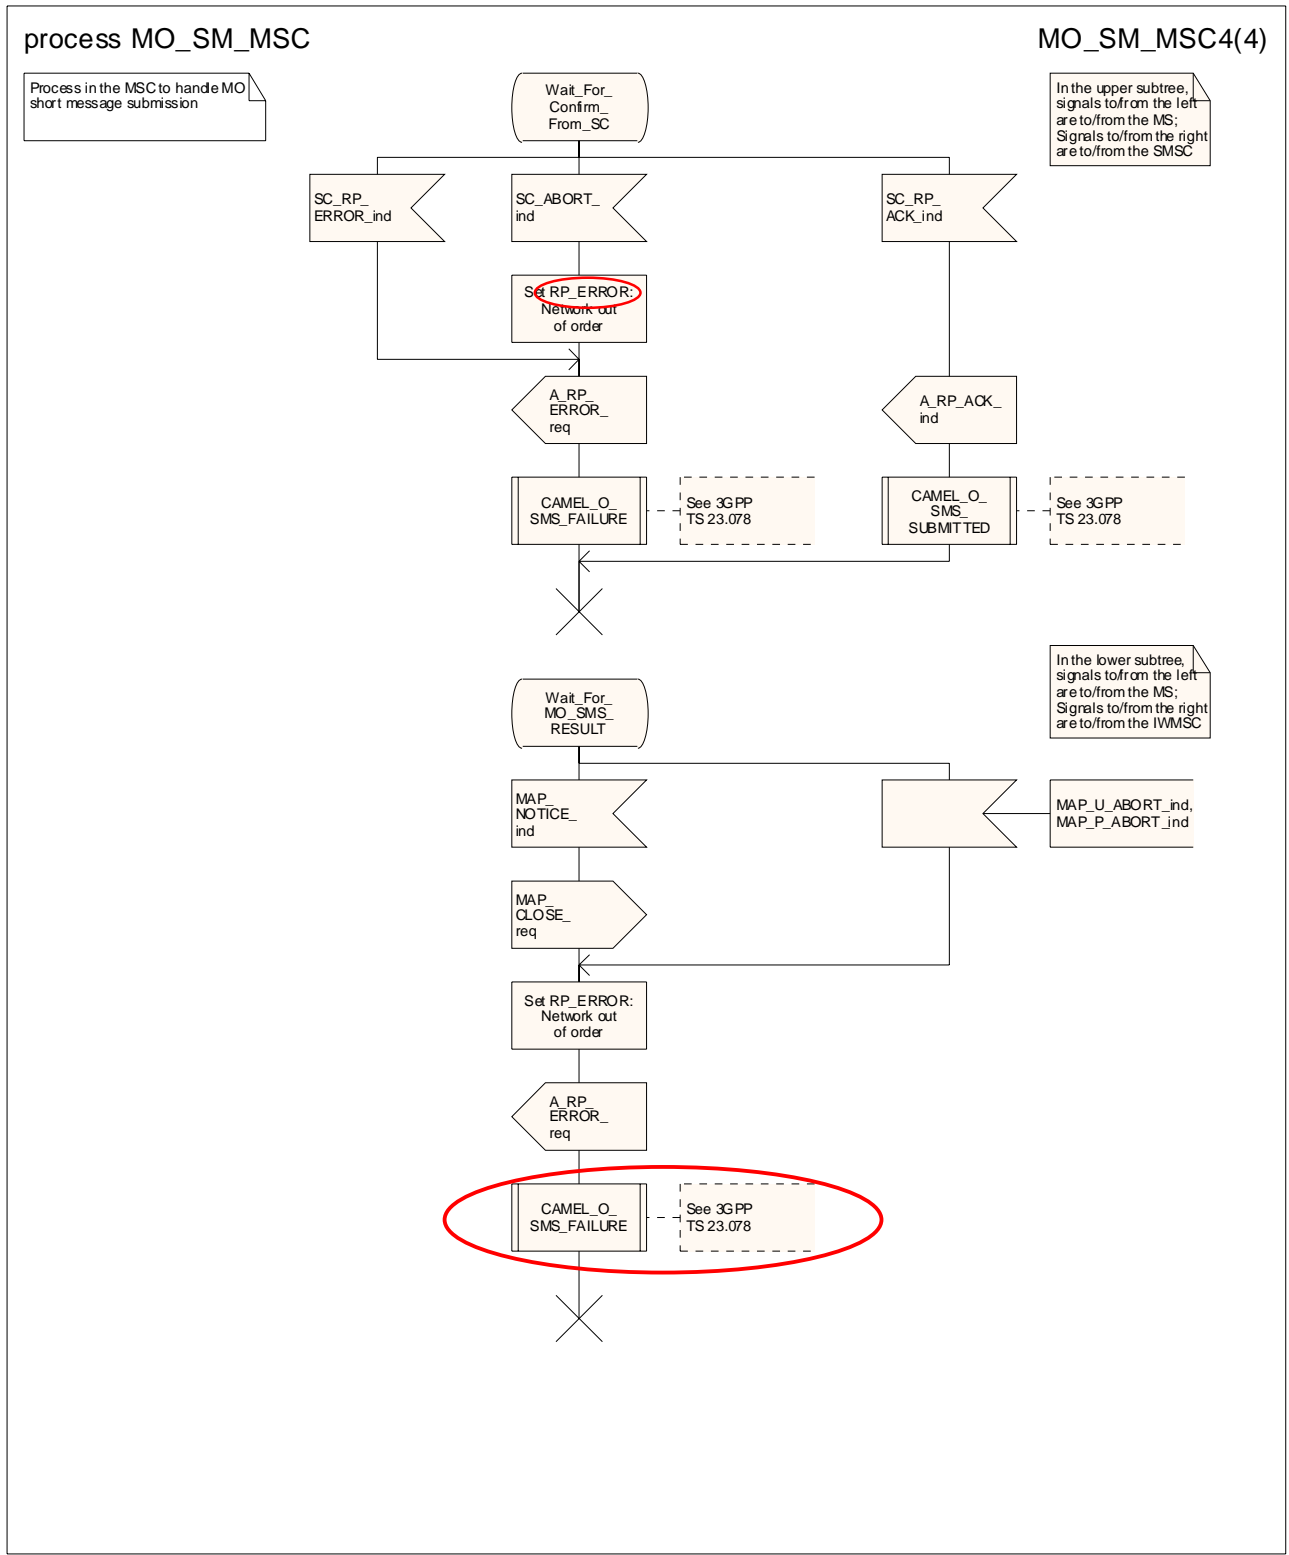 process MO_SM_MSC
MO_SM_MSC4(4)
Process in the MSC to handle MO
short message submission
Wait_For_
Confirm_
From_SC
In the upper subtree,
signals to/from the left
are to/from the MS;
Signals to/from the right
are to/from the SMSC
SC_RP_
ERROR_ind
SC_ABORT_
ind
SC_RP_
ACK_ind
Set RP_ERROR:
Network out
of order
A_RP_
ERROR_
req
A_RP_ACK_
ind
CAMEL_O_
SMS_FAILURE
See 3GPP
TS 23.078
CAMEL_O_
SMS_
SUBMITTED
See 3GPP
TS 23.078
Wait_For_
MO_SMS_
RESULT
In the lower subtree,
signals to/from the left
are to/from the MS;
Signals to/from the right
are to/from the IWMSC
MAP_
NOTICE_
ind
MAP_U_ABORT_ind,
MAP_P_ABORT_ind
MAP_
CLOSE_
req
Set RP_ERROR:
Network out
of order
A_RP_
ERROR_
req
CAMEL_O_
SMS_FAILURE
See 3GPP
TS 23.078